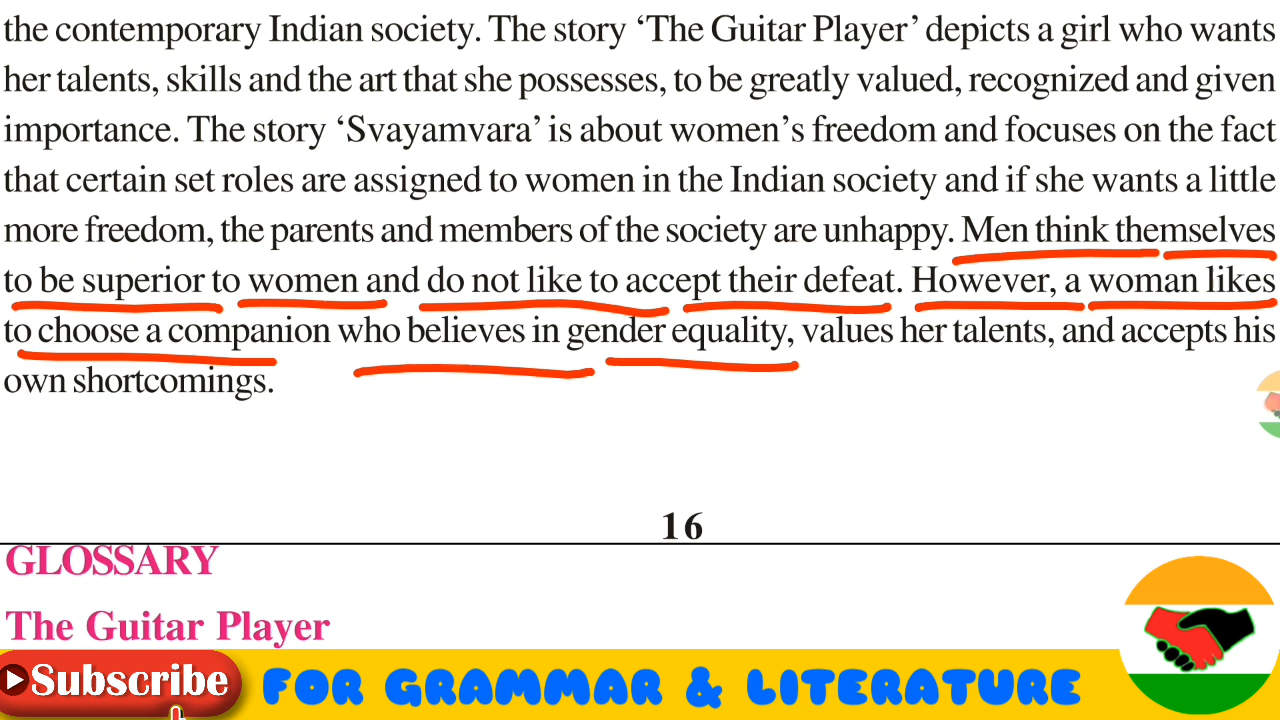 the contemporary Indian society. The story ‘The Guitar Player’ depicts a girl who wants
her talents, skills and the art that she possesses, to be greatly valued, recognized and given
importance. The story ‘Svayamvara’ is about women’s freedom and focuses on the fact
that certain set roles are assigned to women in the Indian society and if she wants a little
more freedom, the parents and members of the society are unhappy. Men think themselves
to be superior to women and do not like to accept their defeat. However, a woman likes
to choose a companion who believes in gender equality, values her talents, and accepts his
own shortcomings.
16
GLOSSARY
The Guitar Player
Subscribe FOR GRAMMAR & LITERATURE